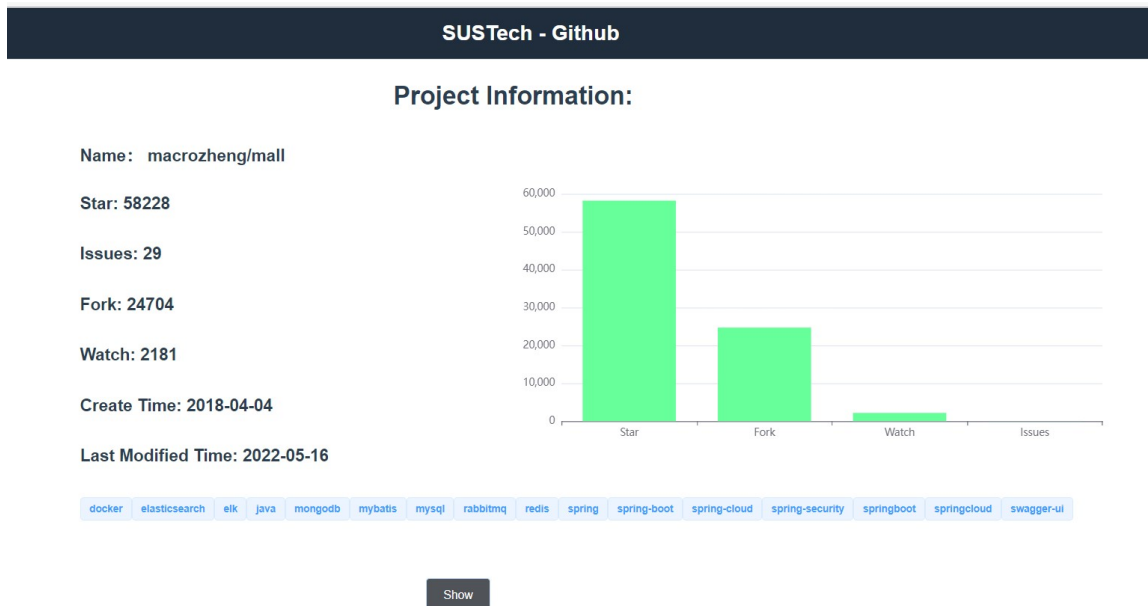 SUSTech - Github
Project Information:
Name： macrozheng/mall
Star: 58228
Issues: 29
Fork: 24704
Watch: 2181
Create Time: 2018-04-04
Last Modified Time: 2022-05-16
60,000
50,000
40,000
30,000
20,000
10,000
0
Star Fork Watch Issues
docker elasticsearch elk java mongodb mybatis mysql rabbitmq redis spring spring-boot spring-cloud spring-security springboot springcloud swagger-ui
Show